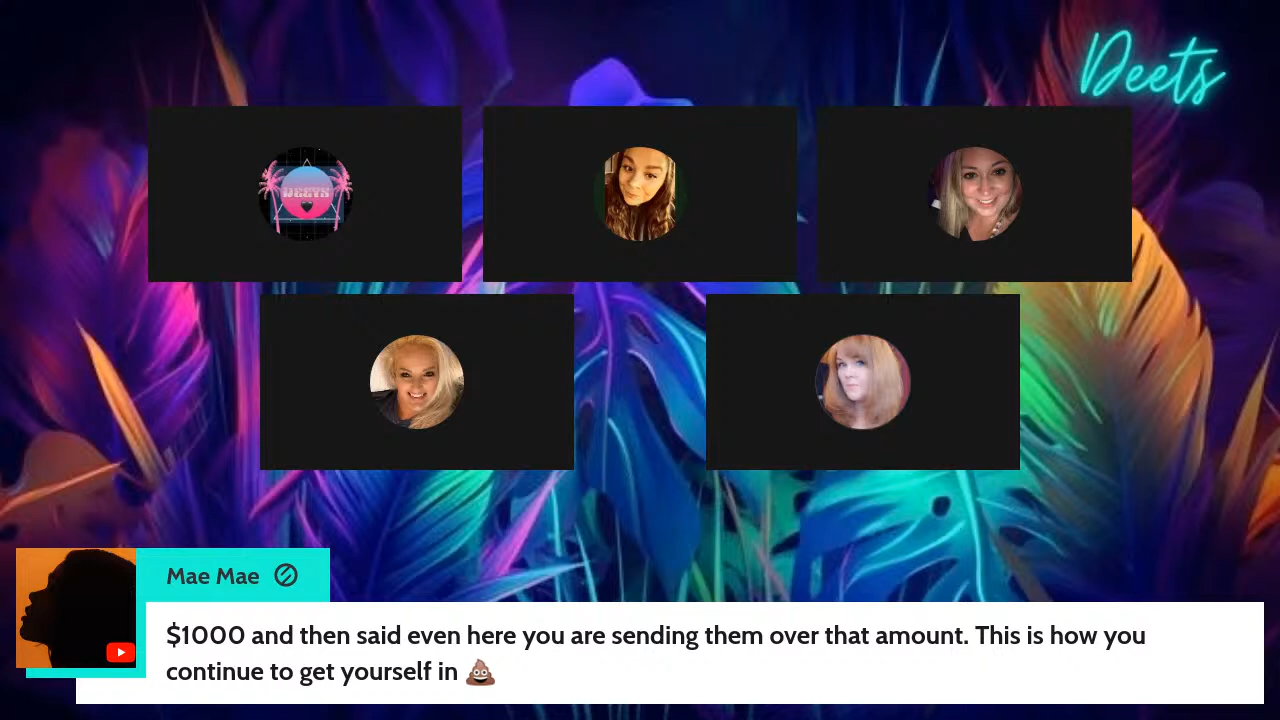 Deets
DEETS
Mae Mae
$1000 and then said even here you are sending them over that amount. This is how you
continue to get yourself in 💩